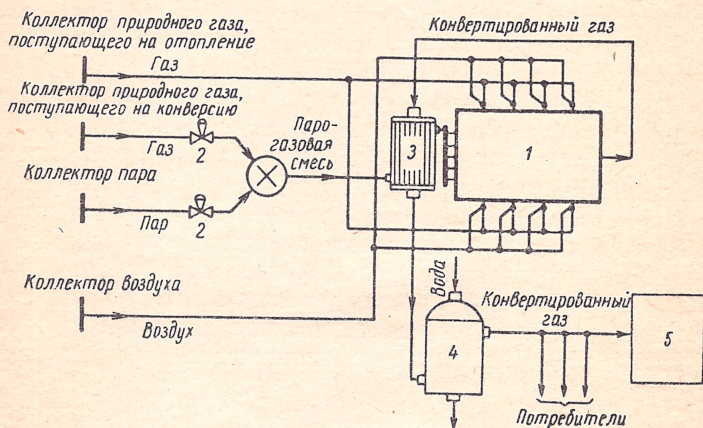 Коллектор природного газа,
поступающего на отопление
Газ
Конвертированный газ
Коллектор природного газа,
поступающего на конверсию
Газ
2
Паро-
газовая
смесь
3
1
Коллектор пара
Пар
2
Коллектор воздуха
Воздух
Вода
Конвертированный
газ
4
5
Потребители